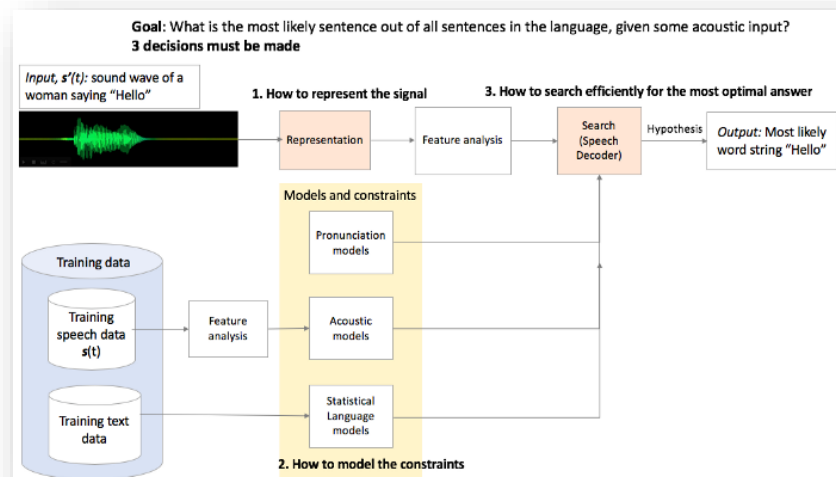 Goal: What is the most likely sentence out of all sentences in the language, given some acoustic input?
3 decisions must be made
Input, s'(t): sound wave of a
woman saying “Hello”
1. How to represent the signal
3. How to search efficiently for the most optimal answer
Representation
Feature analysis
Search
(Speech
Decoder)
Hypothesis
Output: Most likely
word string “Hello”
Models and constraints
Pronunciation
models
Training data
Training
speech data
s(t)
Feature
analysis
Acoustic
models
Training text
data
Statistical
Language
models
2. How to model the constraints